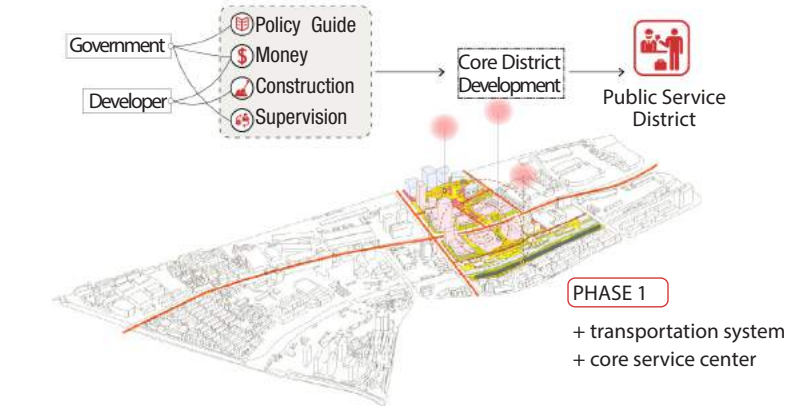 Government
Developer
Policy Guide
Money
Construction
Supervision
Core District
Development
Public Service
District
PHASE 1
+ transportation system
+ core service center